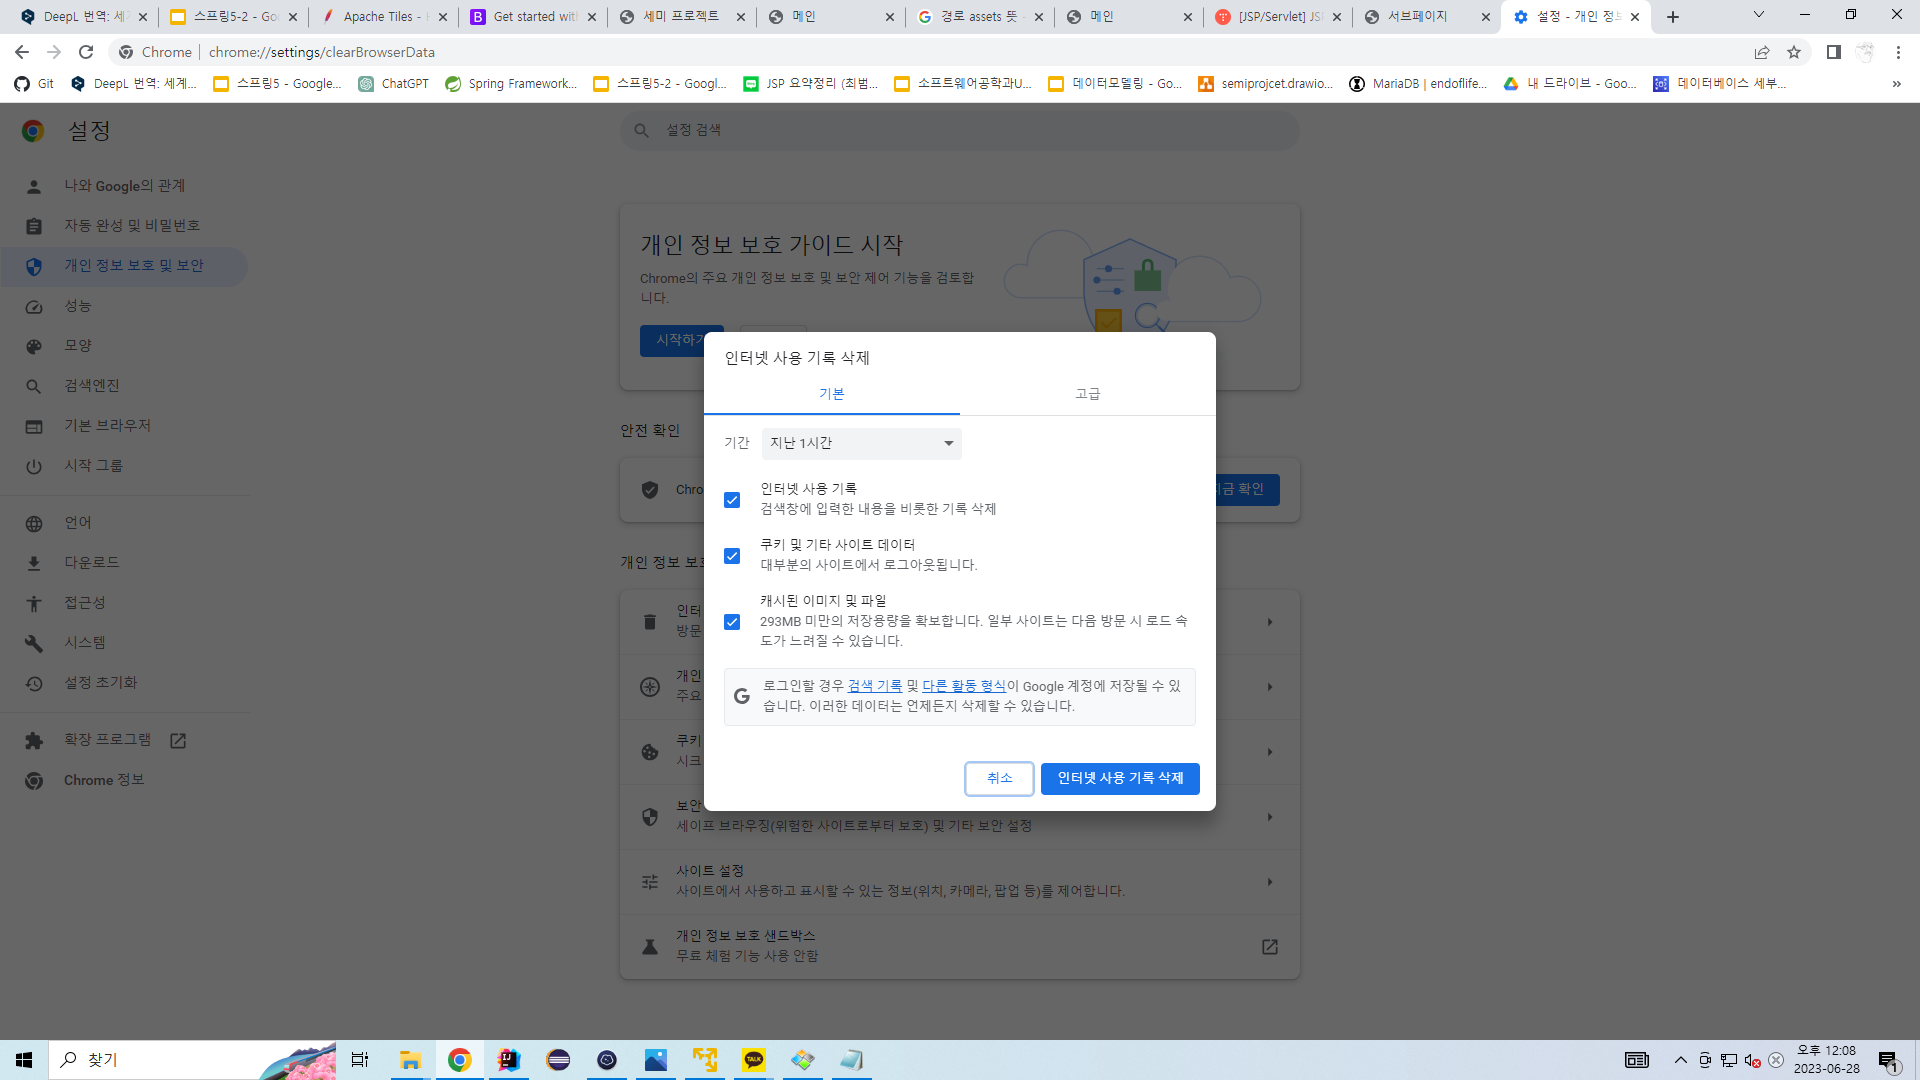 DeepL 번역: 세계
스프링5-2 - Go
Apache Tiles -
Get started with
세미 프로젝트
메인
경로 assets 뜻 -
메인
[JSP/Servlet] JS
서브페이지
설정 - 개인 정보
Chrome
chrome://settings/clearBrowserData
Git
DeepL 번역: 세계...
스프링5 - Google...
ChatGPT
Spring Framework...
스프링5-2 - Googl...
JSP 요약정리 (최범...
소프트웨어공학과U...
데이터모델링 - Go...
semiprojcet.drawio...
MariaDB | endoflife...
내 드라이브 - Goo...
데이터베이스 세부...
»
설정
설정 검색
나와 Google의 관계
자동 완성 및 비밀번호
개인 정보 보호 및 보안
성능
모양
검색엔진
기본 브라우저
시작 그룹
언어
다운로드
접근성
시스템
설정 초기화
확장 프로그램
Chrome 정보
개인 정보 보호 가이드 시작
Chrome의 주요 개인 정보 보호 및 보안 제어 기능을 검토합
니다.
시작하기
안전 확인
Chro
지금 확인
개인 정보 보호
인터
방문
개인
주요
쿠키
시크
보안
세이프 브라우징(위험한 사이트로부터 보호) 및 기타 보안 설정
사이트 설정
사이트에서 사용하고 표시할 수 있는 정보(위치, 카메라, 팝업 등)를 제어합니다.
개인 정보 보호 샌드박스
무료 체험 기능 사용 안함
인터넷 사용 기록 삭제
기본
고급
기간
지난 1시간
인터넷 사용 기록
검색창에 입력한 내용을 비롯한 기록 삭제
쿠키 및 기타 사이트 데이터
대부분의 사이트에서 로그아웃됩니다.
캐시된 이미지 및 파일
293MB 미만의 저장용량을 확보합니다. 일부 사이트는 다음 방문 시 로드 속
도가 느려질 수 있습니다.
로그인할 경우 검색 기록 및 다른 활동 형식이 Google 계정에 저장될 수 있
습니다. 이러한 데이터는 언제든지 삭제할 수 있습니다.
취소
인터넷 사용 기록 삭제
찾기
오후 12:08
2023-06-28
1